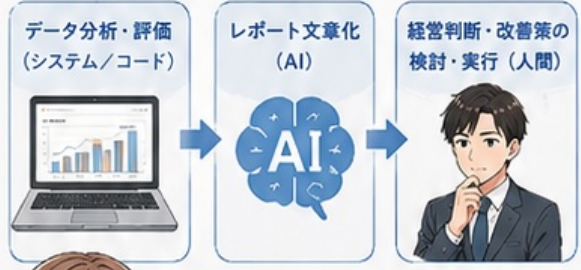 データ分析・評価
(システム／コード)
レポート文章化
(AI)
経営判断・改善策の
検討・実行(人間)
AI